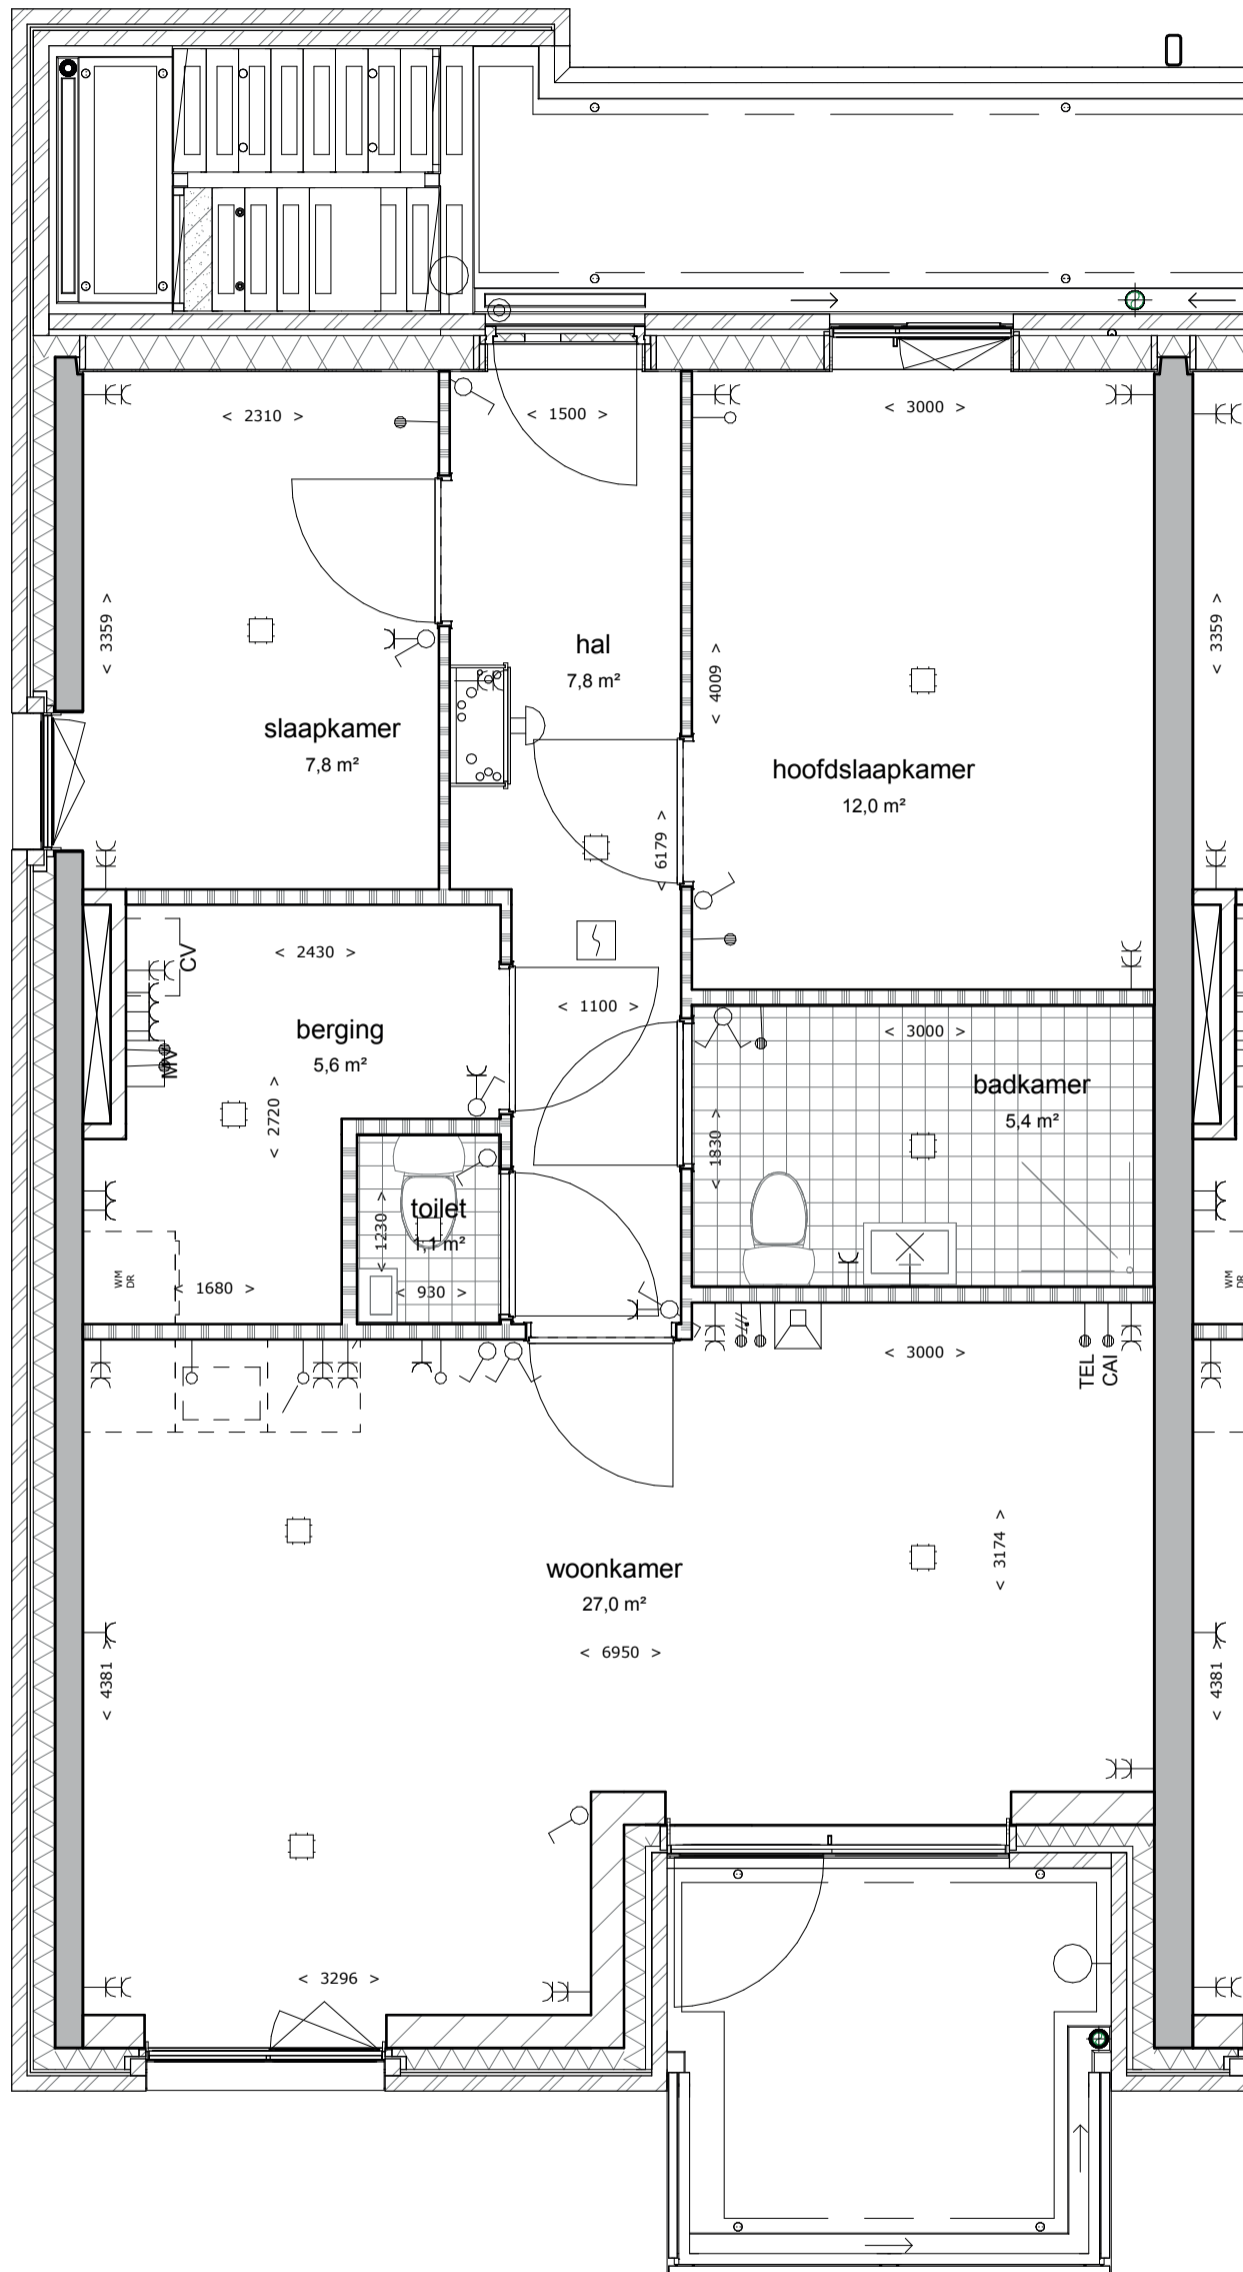 < 2310 >
< 1500 >
< 3000 >
< 3359 >
hal
7,8 m²
< 4009 >
< 3359 >
slaapkamer
7,8 m²
hoofdslaapkamer
12,0 m²
< 6179 >
CV
< 2430 >
< 1100 >
berging
5,6 m²
MV
< 2720 >
< 3000 >
badkamer
5,4 m²
< 1830 >
toilet
1,1 m²
< 1230 >
WM
DR
< 1680 >
< 930 >
WM
DR
< 3000 >
TEL
CAI
< 3174 >
woonkamer
27,0 m²
< 6950 >
< 4381 >
< 4381 >
< 3296 >